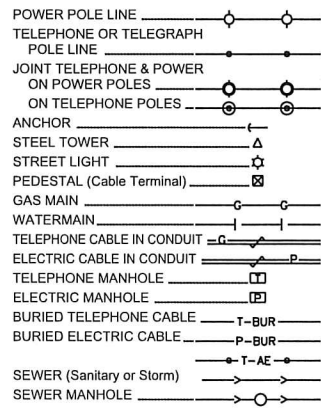 POWER POLE LINE
TELEPHONE OR TELEGRAPH
POLE LINE
JOINT TELEPHONE & POWER
ON POWER POLES
ON TELEPHONE POLES
ANCHOR
STEEL TOWER
STREET LIGHT
PEDESTAL (Cable Terminal)
GAS MAIN G G
WATERMAIN
TELEPHONE CABLE IN CONDUIT G
ELECTRIC CABLE IN CONDUIT P
TELEPHONE MANHOLE T
ELECTRIC MANHOLE P
BURIED TELEPHONE CABLE T-BUR
BURIED ELECTRIC CABLE P-BUR
T-AE
SEWER (Sanitary or Storm)
SEWER MANHOLE